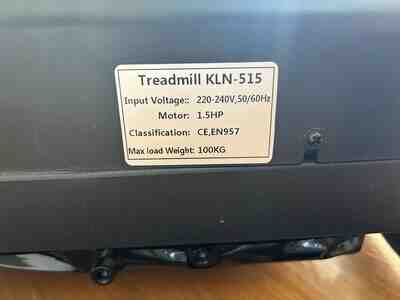 Treadmill KLN-515
Input Voltage:: 220-240V,50/60Hz
Motor: 1.5HP
Classification: CE,EN957
Max load Weight: 100KG